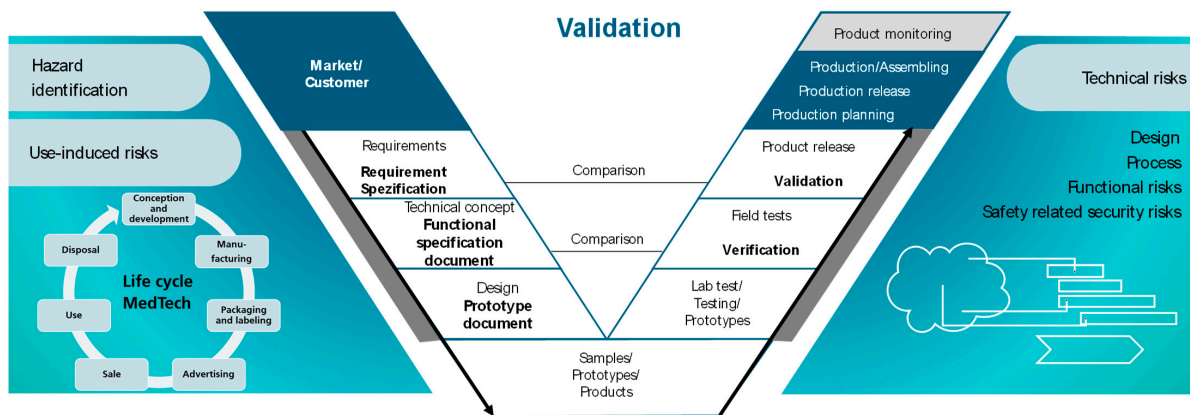 Validation
Hazard
identification
Use-induced risks
Conception
and
development
Manu-
facturing
Packaging
and labeling
Advertising
Sale
Use
Disposal
Life cycle
MedTech
Market/
Customer
Requirements
Requirement
Spezification
Technical concept
Functional
specification
document
Design
Prototype
document
Samples/
Prototypes/
Products
Comparison
Comparison
Product monitoring
Production/Assembling
Production release
Production planning
Product release
Validation
Field tests
Verification
Lab test/
Testing/
Prototypes
Technical risks
Design
Process
Functional risks
Safety related security risks